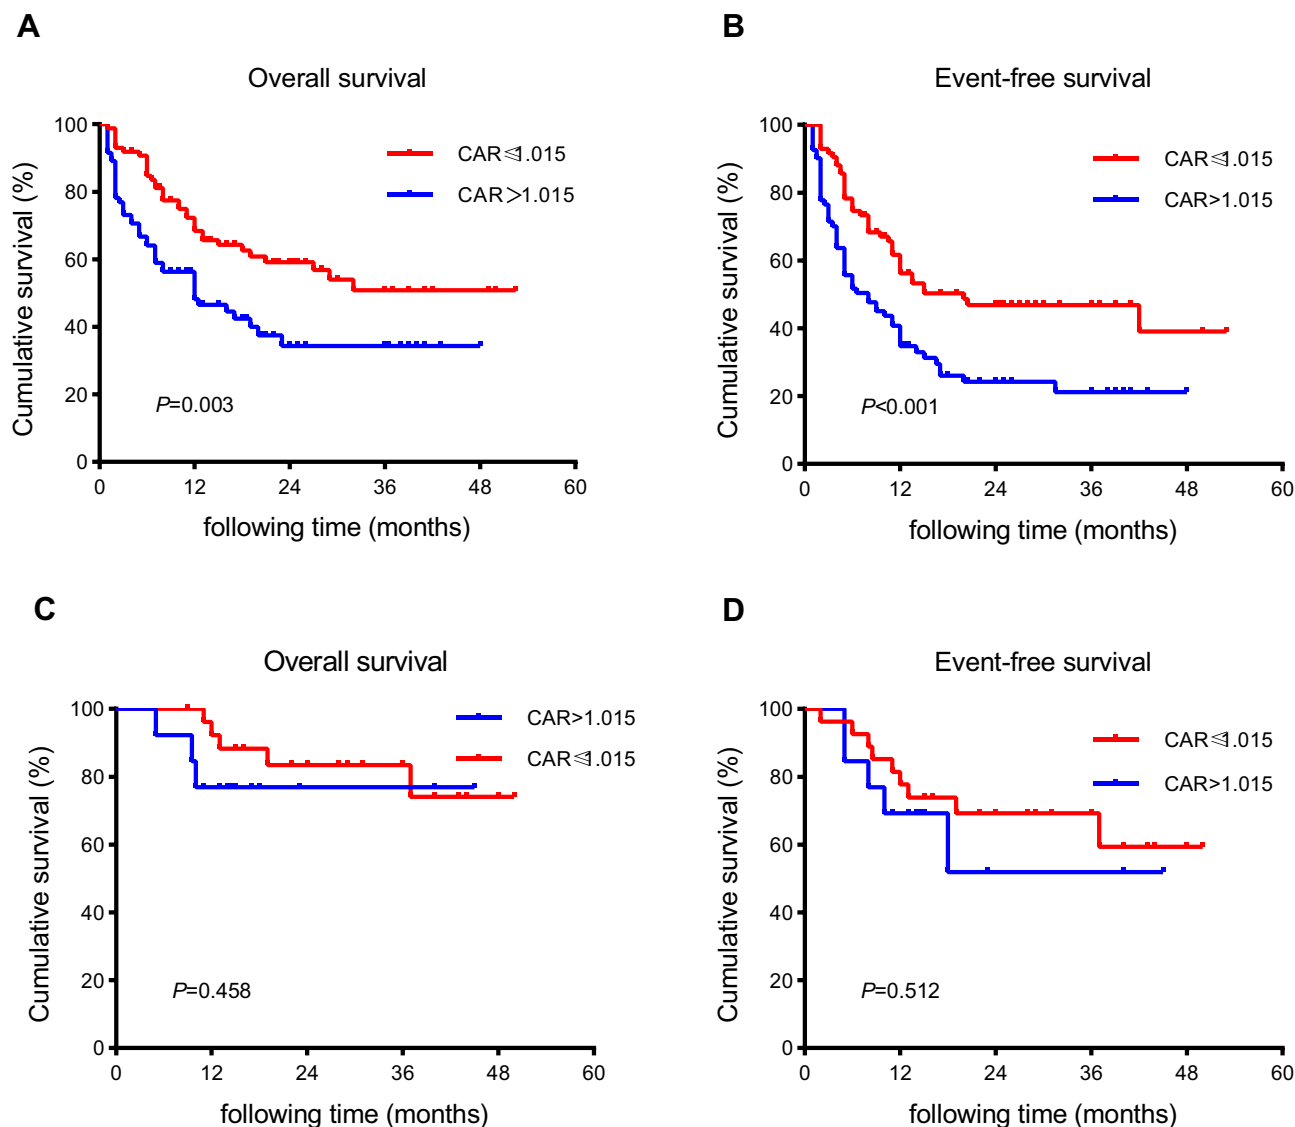 A
Overall survival
100
80
60
40
20
0
Cumulative survival (%)
CAR≤1.015
CAR>1.015
P=0.003
0 12 24 36 48 60
following time (months)
B
Event-free survival
100
80
60
40
20
0
Cumulative survival (%)
CAR≤1.015
CAR>1.015
P<0.001
0 12 24 36 48 60
following time (months)
C
Overall survival
100
80
60
40
20
0
Cumulative survival (%)
CAR>1.015
CAR≤1.015
P=0.458
0 12 24 36 48 60
following time (months)
D
Event-free survival
100
80
60
40
20
0
Cumulative survival (%)
CAR≤1.015
CAR>1.015
P=0.512
0 12 24 36 48 60
following time (months)